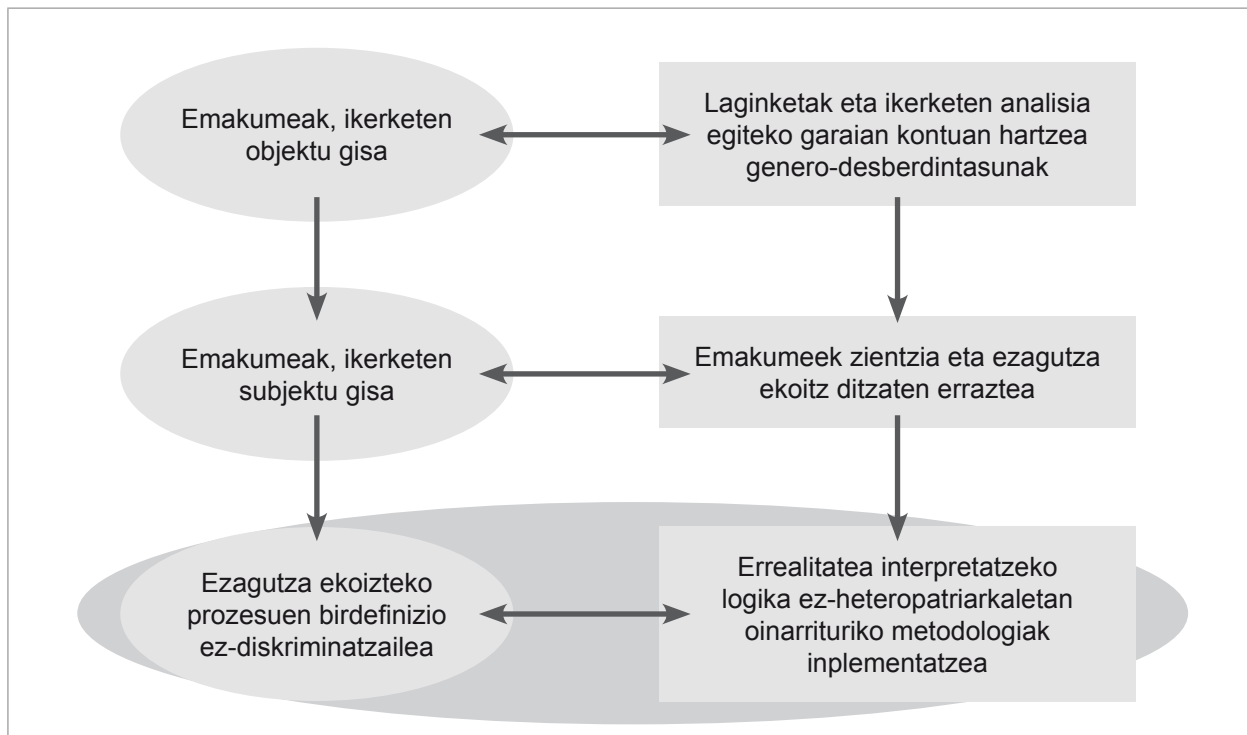 Emakumeak, ikerketen
objektu gisa
Laginketak eta ikerketen analisia
egiteko garaian kontuan hartzea
genero-desberdintasunak
Emakumeak, ikerketen
subjektu gisa
Emakumeek zientzia eta ezagutza
ekoitz ditzaten erraztea
Ezagutza ekoizteko
prozesuen birdefinizio
ez-diskriminatzailea
Errealitatea interpretatzeko
logika ez-heteropatriarkaletan
oinarrituriko metodologiak
inplementatzea